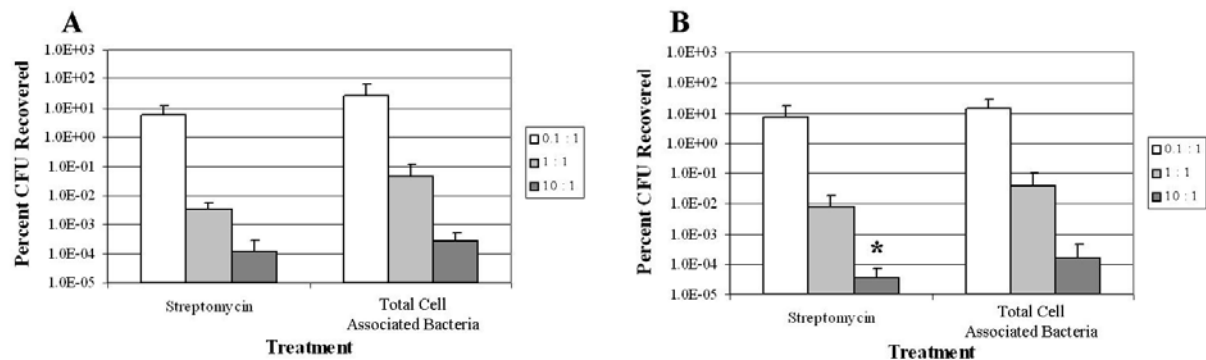 A
Percent CFU Recovered
1.0E+03
1.0E+02
1.0E+01
1.0E+00
1.0E-01
1.0E-02
1.0E-03
1.0E-04
1.0E-05
Streptomycin
Total Cell
Associated Bacteria
Treatment
0.1 : 1
1 : 1
10 : 1
B
Percent CFU Recovered
1.0E+03
1.0E+02
1.0E+01
1.0E+00
1.0E-01
1.0E-02
1.0E-03
1.0E-04
1.0E-05
*
Streptomycin
Total Cell
Associated Bacteria
Treatment
0.1 : 1
1 : 1
10 : 1